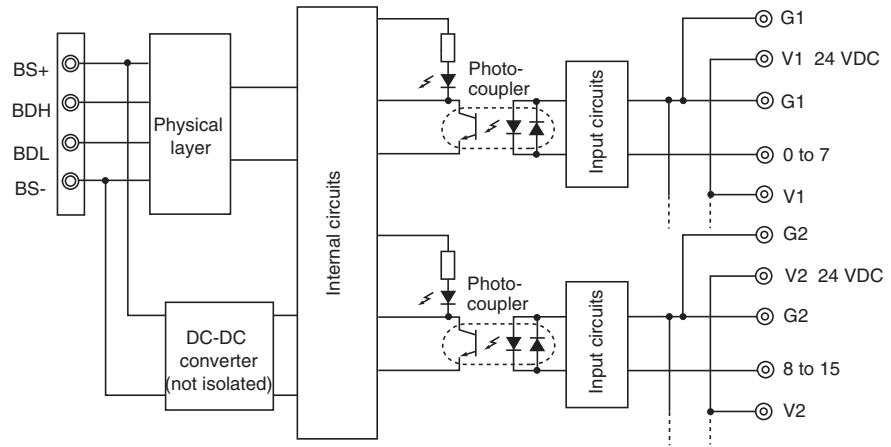 BS+
BDH
BDL
BS-
Physical
layer
DC-DC
converter
(not isolated)
Internal circuits
Photo-
coupler
Input circuits
G1
V1 24 VDC
G1
0 to 7
V1
Photo-
coupler
Input circuits
G2
V2 24 VDC
G2
8 to 15
V2